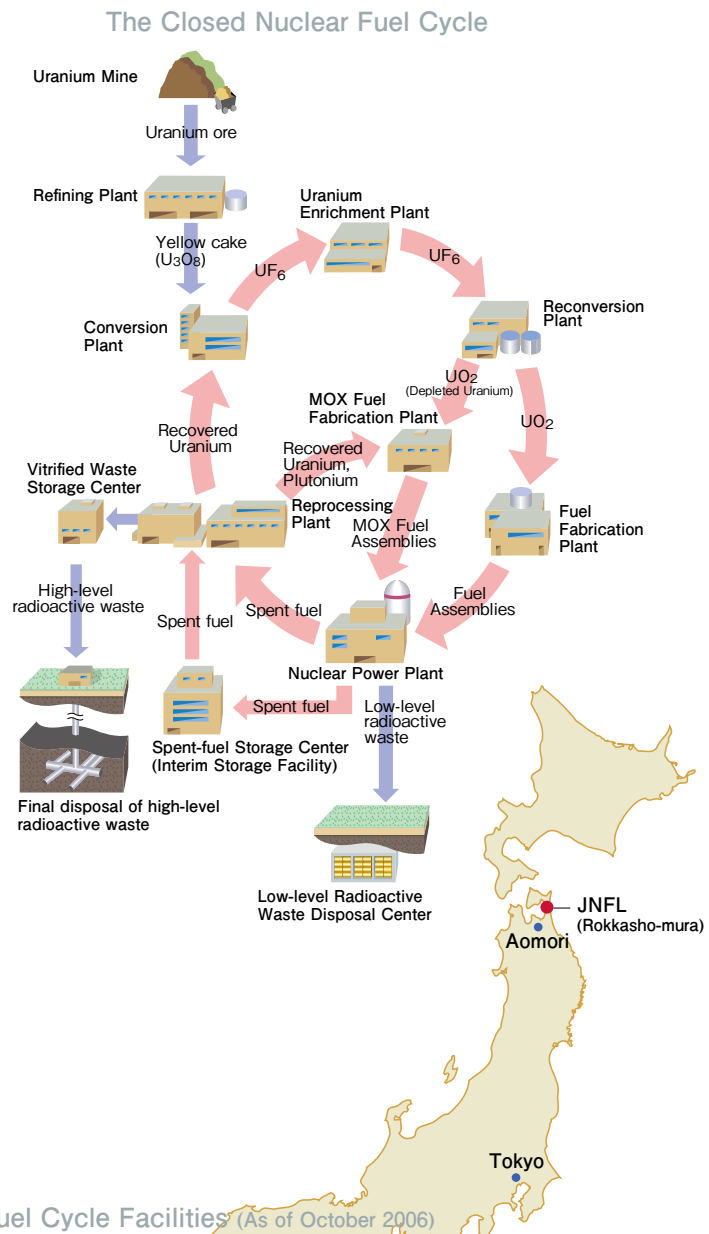 The Closed Nuclear Fuel Cycle
Uranium Mine
Uranium ore
Refining Plant
Uranium
Enrichment Plant
Yellow cake
(U₃O₈)
UF₆
UF₆
Conversion
Plant
Reconversion
Plant
UO₂
(Depleted Uranium)
MOX Fuel
Fabrication Plant
UO₂
Recovered
Uranium
Recovered
Uranium,
Plutonium
Vitrified Waste
Storage Center
Reprocessing
Plant
MOX Fuel
Assemblies
Fuel
Fabrication
Plant
High-level
radioactive waste
Spent fuel
Spent fuel
Fuel
Assemblies
Nuclear Power Plant
Spent fuel
Low-level
radioactive
waste
Spent-fuel Storage Center
(Interim Storage Facility)
Final disposal of high-level
radioactive waste
Low-level Radioactive
Waste Disposal Center
JNFL
(Rokkasho-mura)
Aomori
Tokyo
uel Cycle Facilities (As of October 2006)